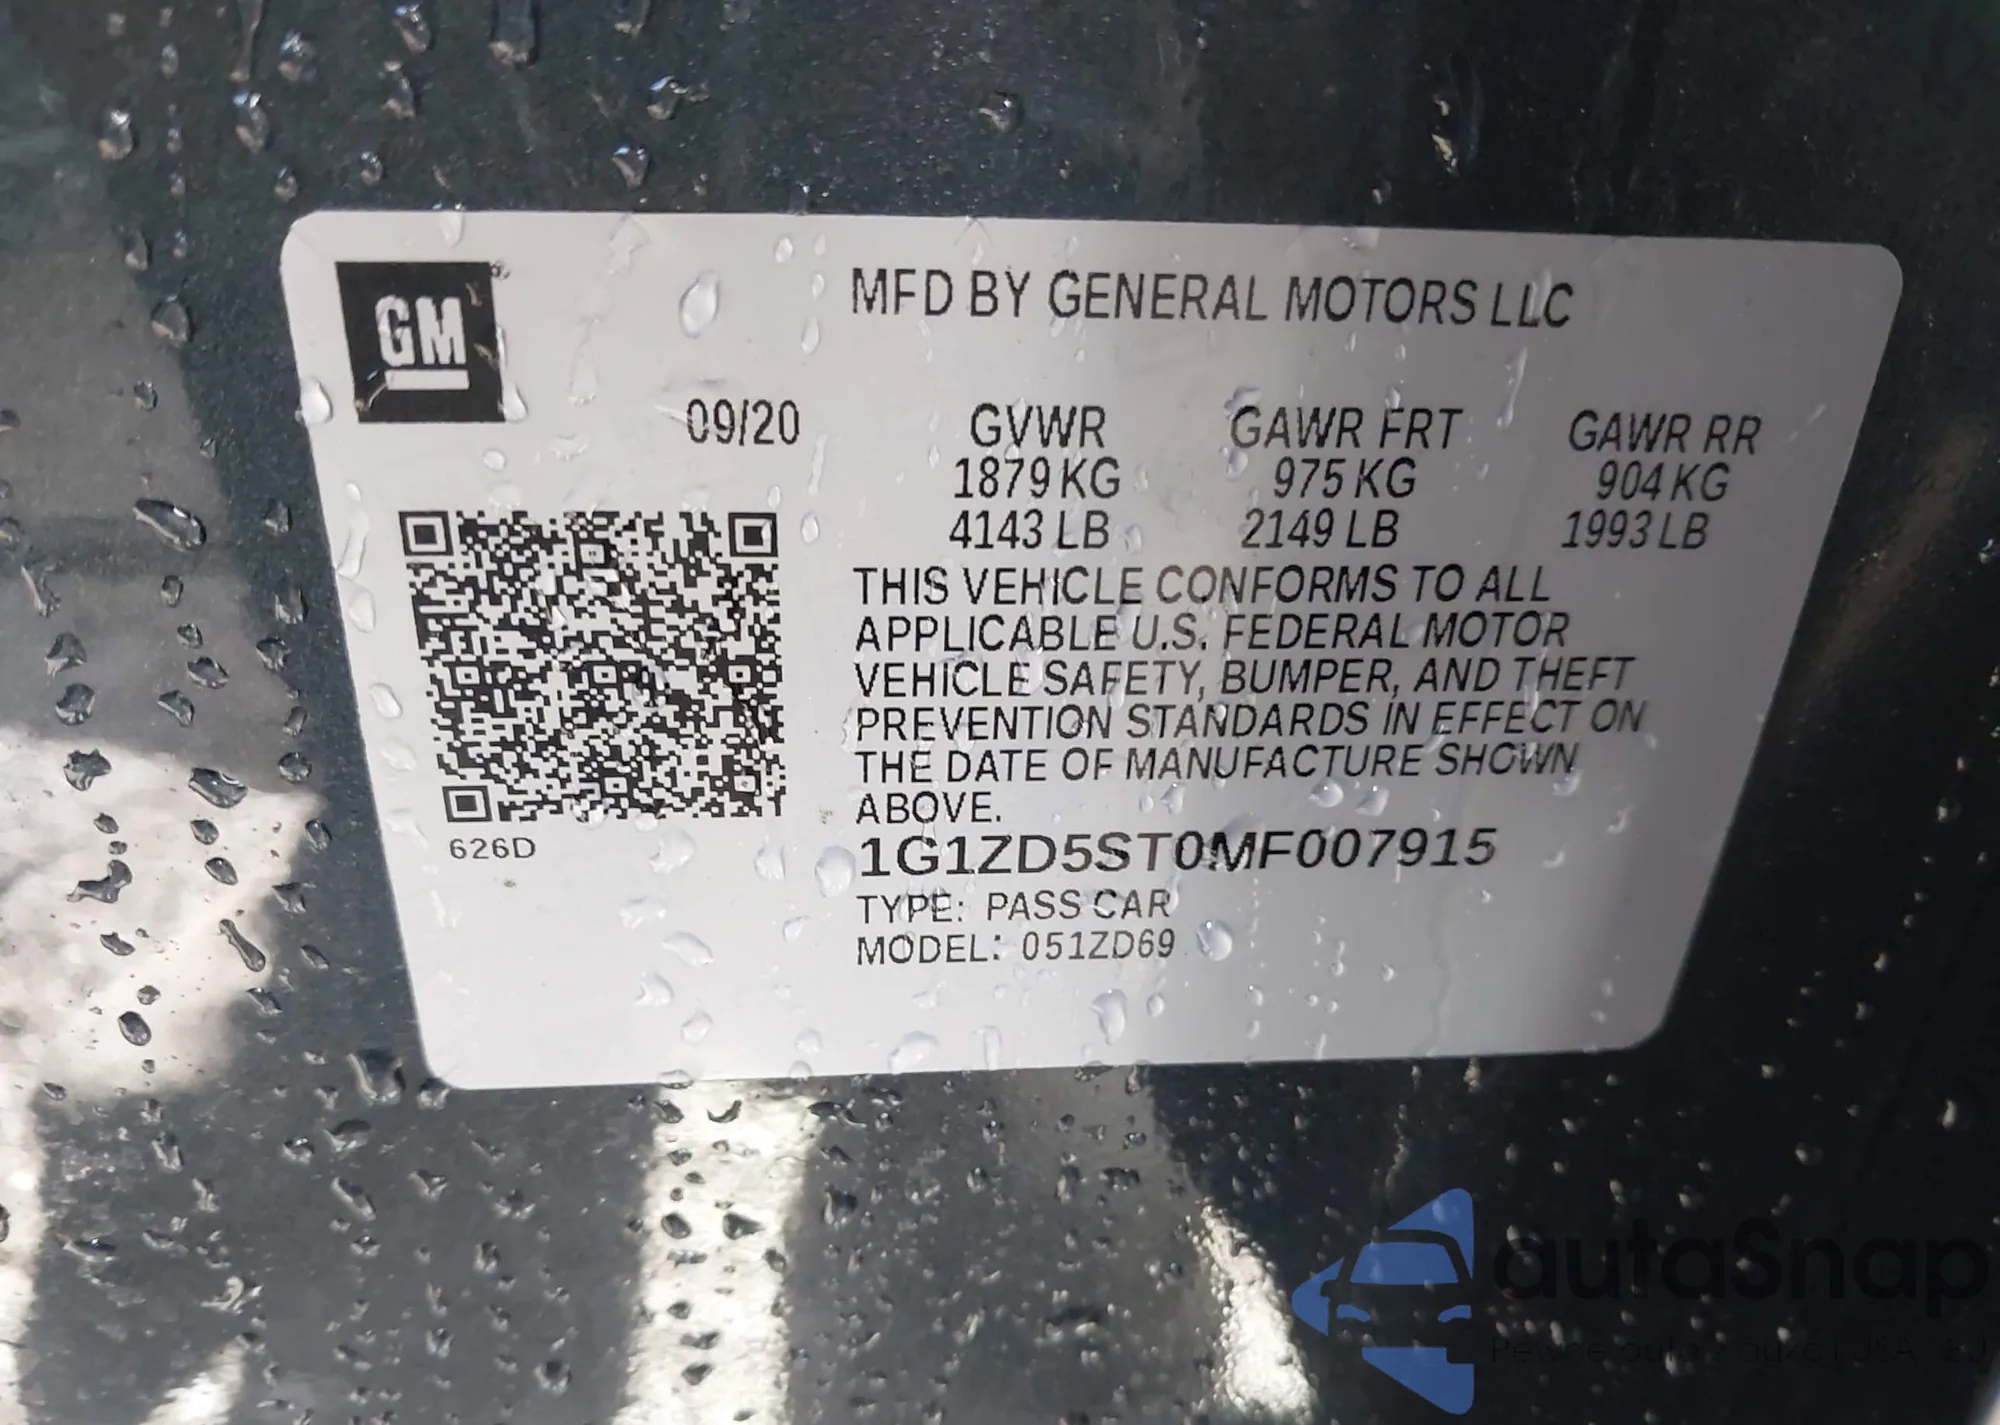 GM
MFD BY GENERAL MOTORS LLC
09/20 GVWR GAWR FRT GAWR RR
1879 KG 975 KG 904 KG
4143 LB 2149 LB 1993 LB
THIS VEHICLE CONFORMS TO ALL
APPLICABLE U.S. FEDERAL MOTOR
VEHICLE SAFETY, BUMPER, AND THEFT
PREVENTION STANDARDS IN EFFECT ON
THE DATE OF MANUFACTURE SHOWN
ABOVE.
626D
1G1ZD5ST0MF007915
TYPE: PASS CAR
MODEL: 051ZD69
autaSnap